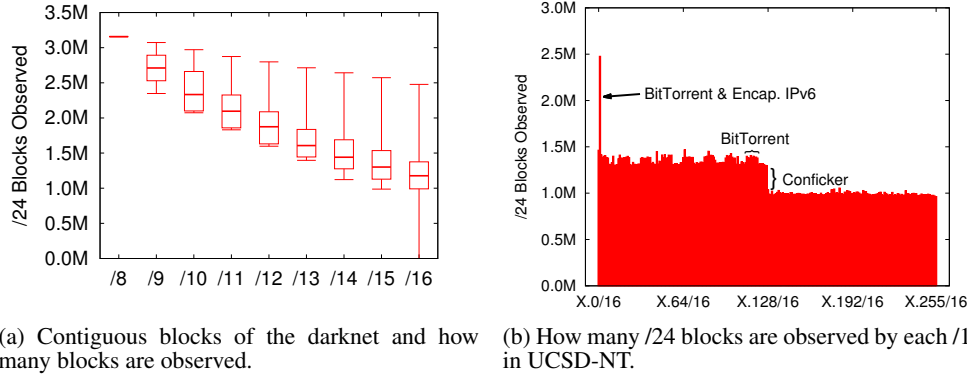 3.5M
3.0M
2.5M
2.0M
1.5M
1.0M
0.5M
0.0M
/24 Blocks Observed
/8 /9 /10 /11 /12 /13 /14 /15 /16
(a) Contiguous blocks of the darknet and how
many blocks are observed.
3.0M
2.5M
2.0M
1.5M
1.0M
0.5M
0.0M
/24 Blocks Observed
BitTorrent & Encap. IPv6
BitTorrent
} Conficker
X.0/16 X.64/16 X.128/16 X.192/16 X.255/16
(b) How many /24 blocks are observed by each /1
in UCSD-NT.